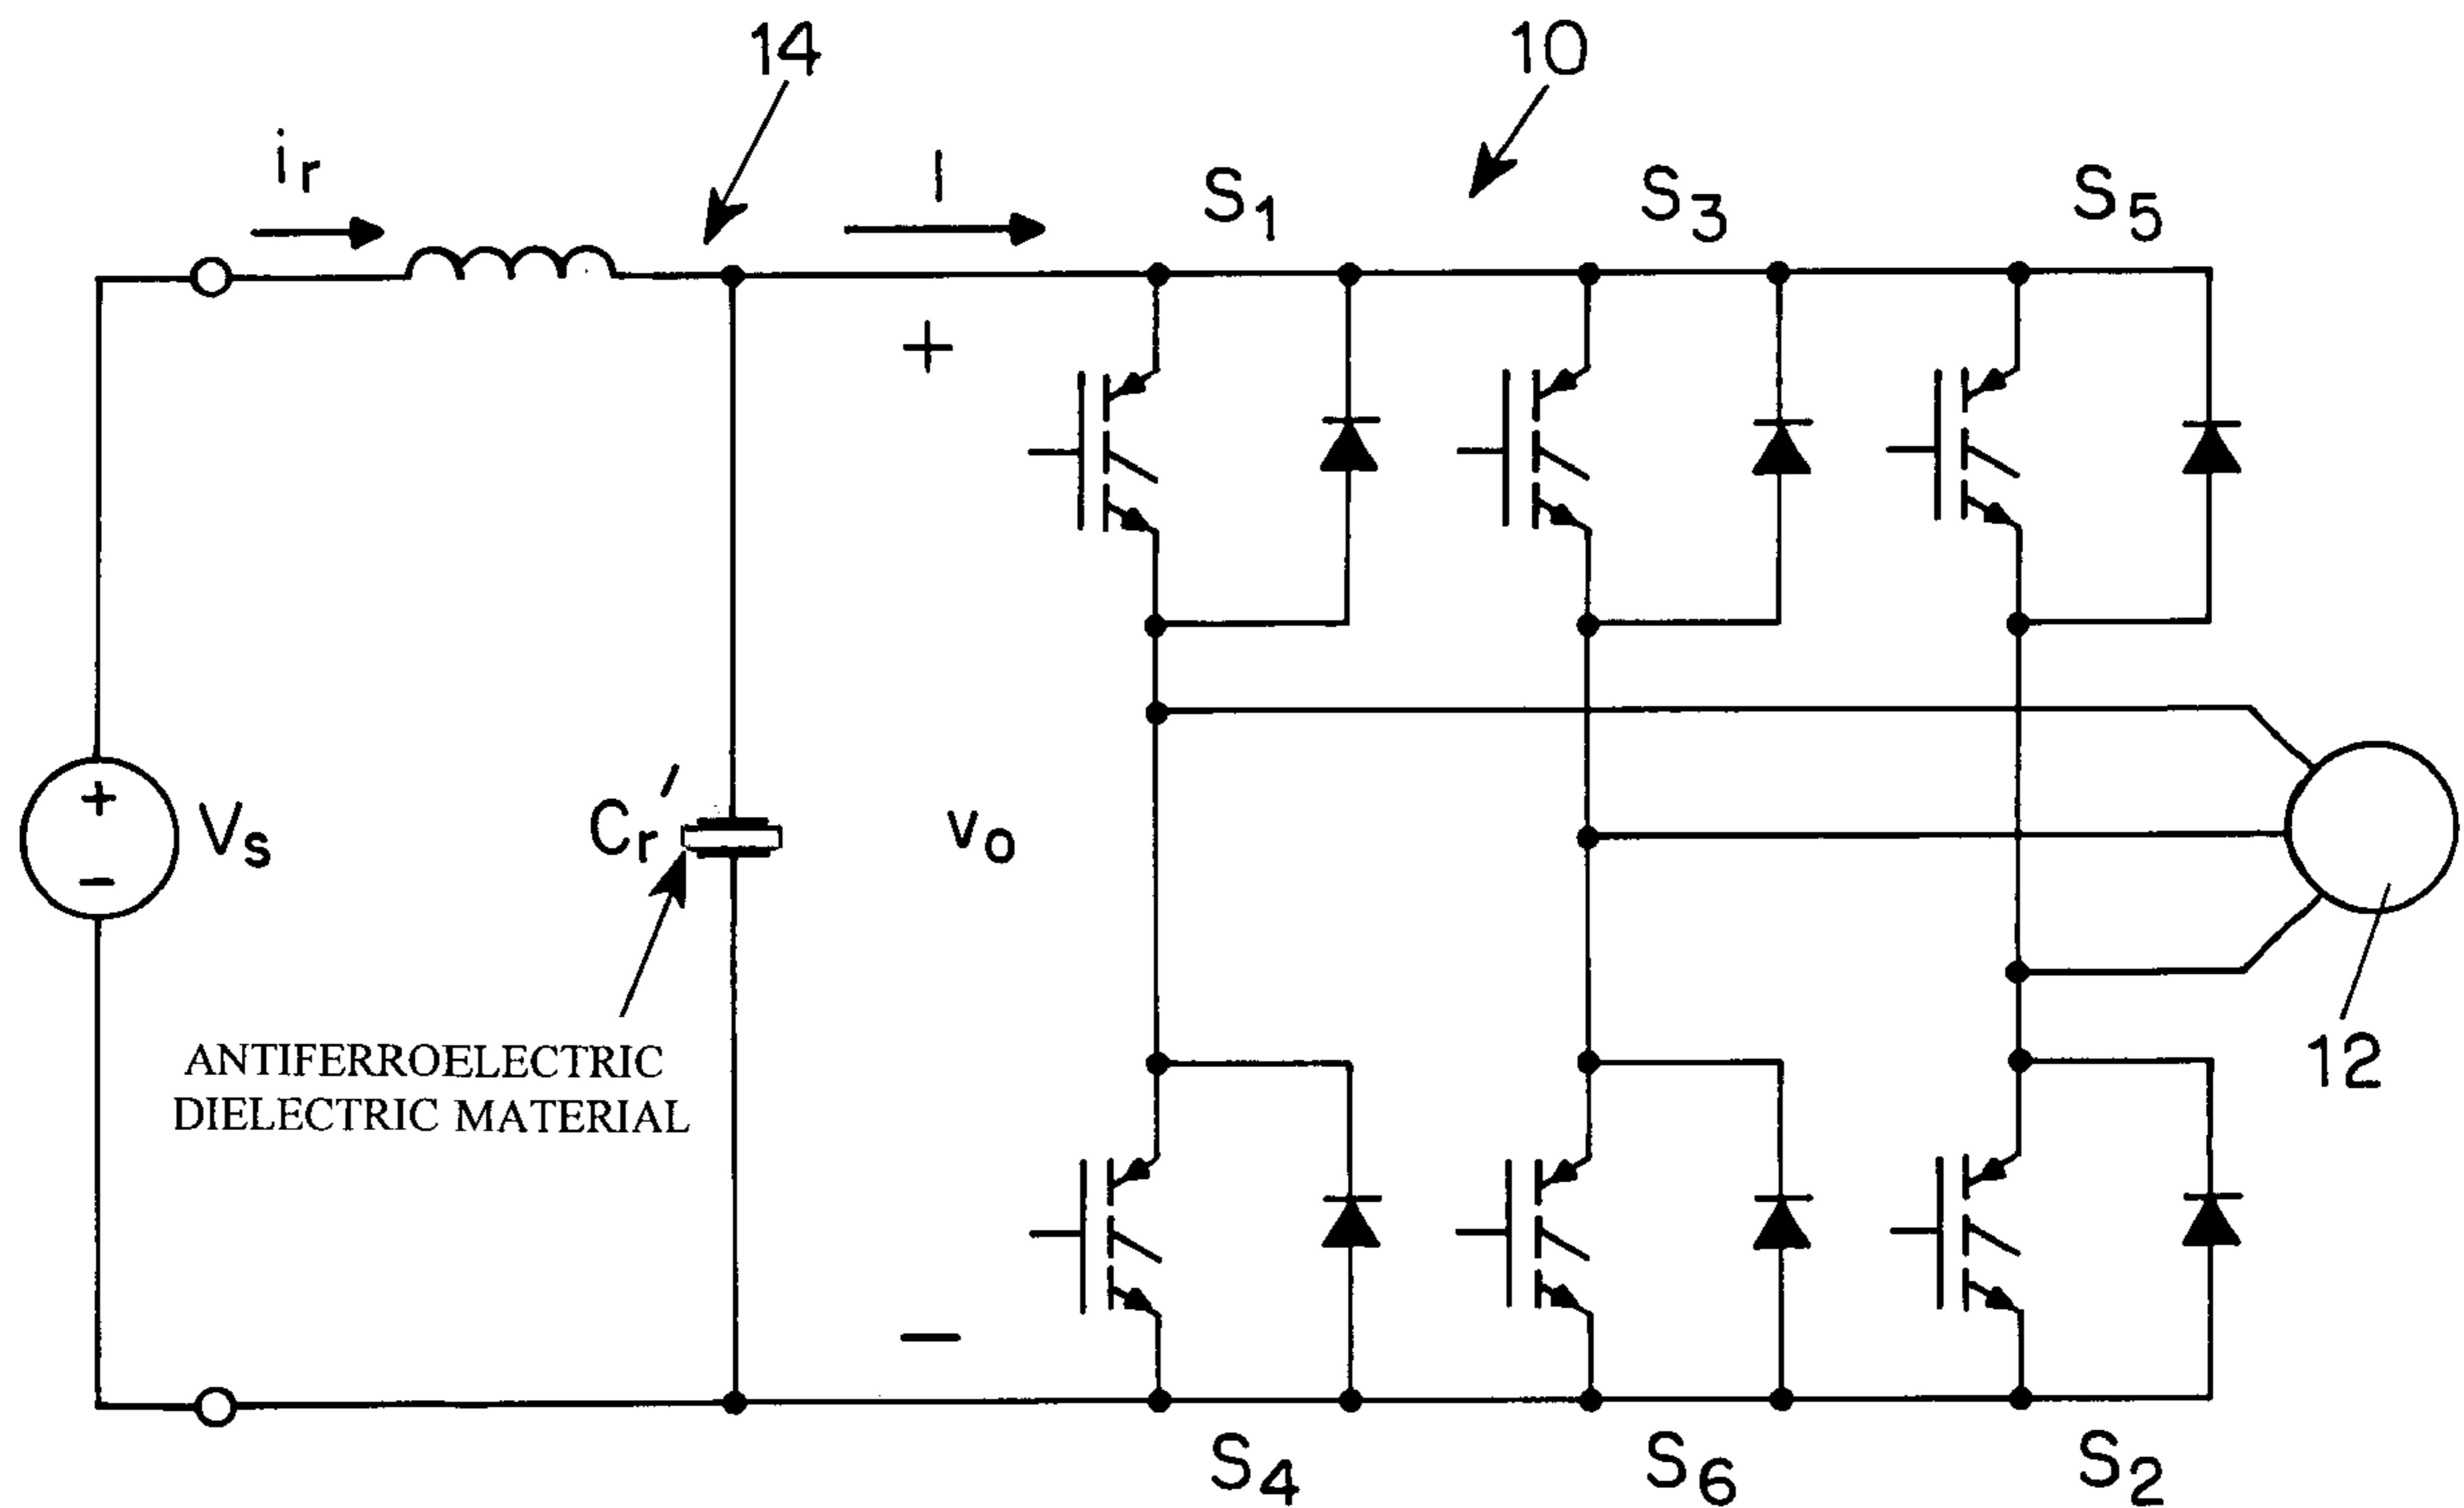 14
10
i_r
I
S_1
S_3
S_5
+
+
−
V_s
C_r′
v_o
ANTIFERROELECTRIC
DIELECTRIC MATERIAL
12
−
S_4
S_6
S_2